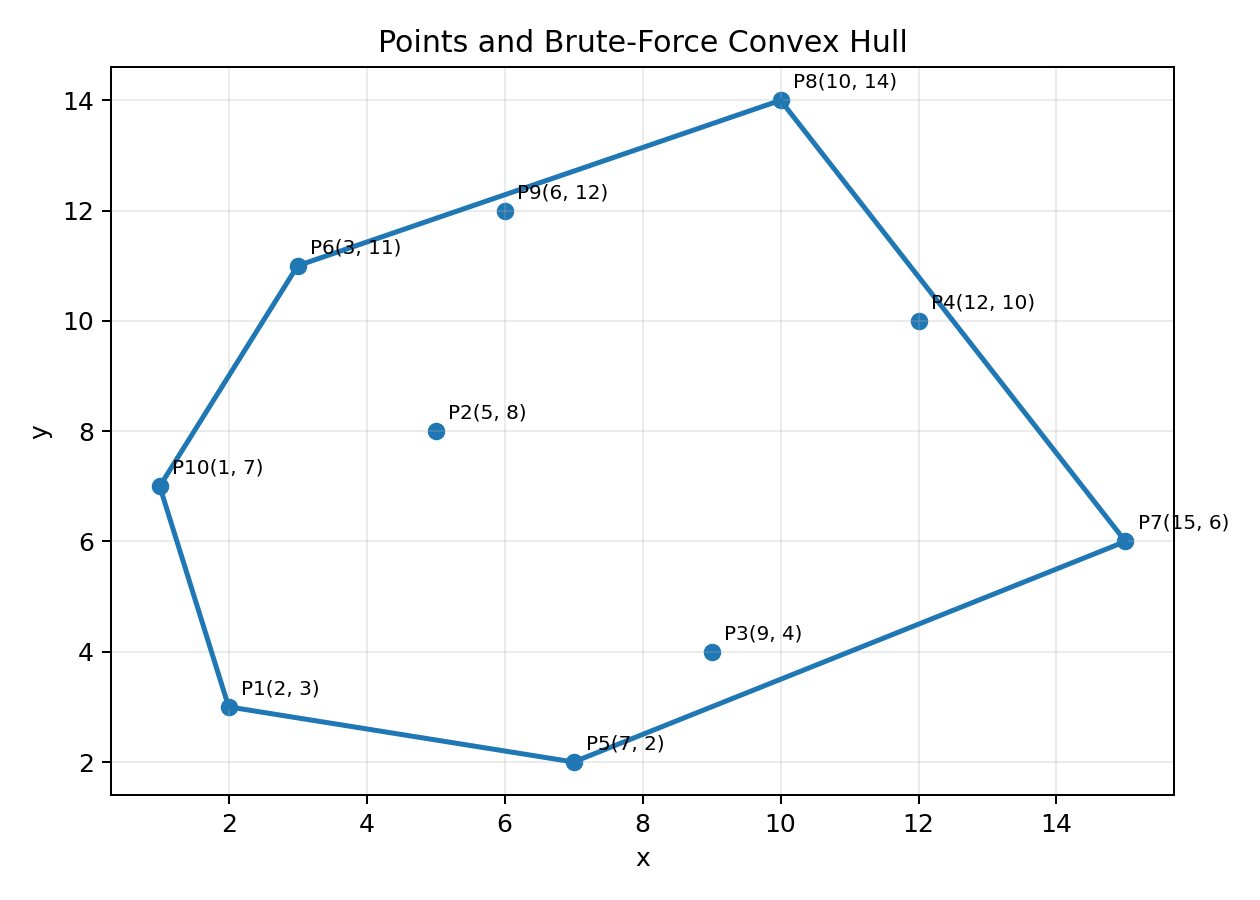 Points and Brute-Force Convex Hull
P8(10, 14)
14
P9(6, 12)
12
P6(3, 11)
P4(12, 10)
10
P2(5, 8)
8
y
P10(1, 7)
P7(15, 6)
6
P3(9, 4)
4
P1(2, 3)
P5(7, 2)
2
2 4 6 8 10 12 14
x